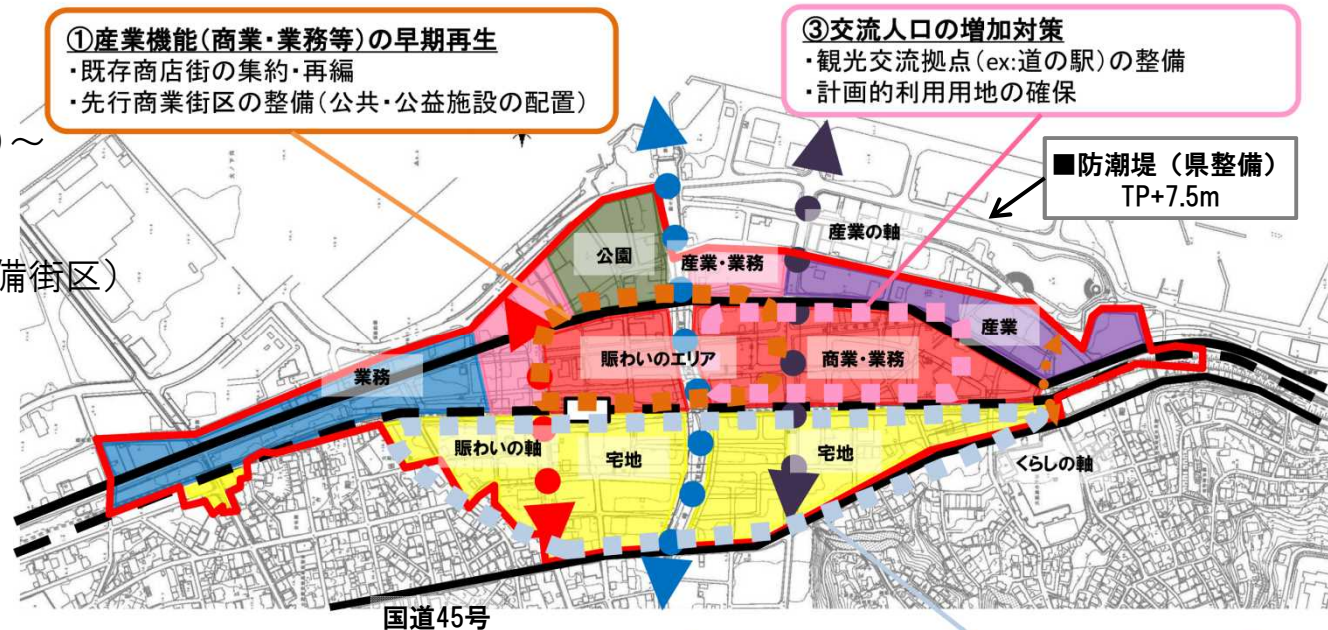 ①産業機能(商業・業務等)の早期再生
・既存商店街の集約・再編
・先行商業街区の整備(公共・公益施設の配置)
③交流人口の増加対策
・観光交流拠点(ex:道の駅)の整備
・計画的利用用地の確保
)～
■防潮堤（県整備）
TP+7.5m
備街区）
産業の軸
公園
産業・業務
産業
賑わいのエリア
商業・業務
業務
賑わいの軸
宅地
宅地
くらしの軸
国道45号